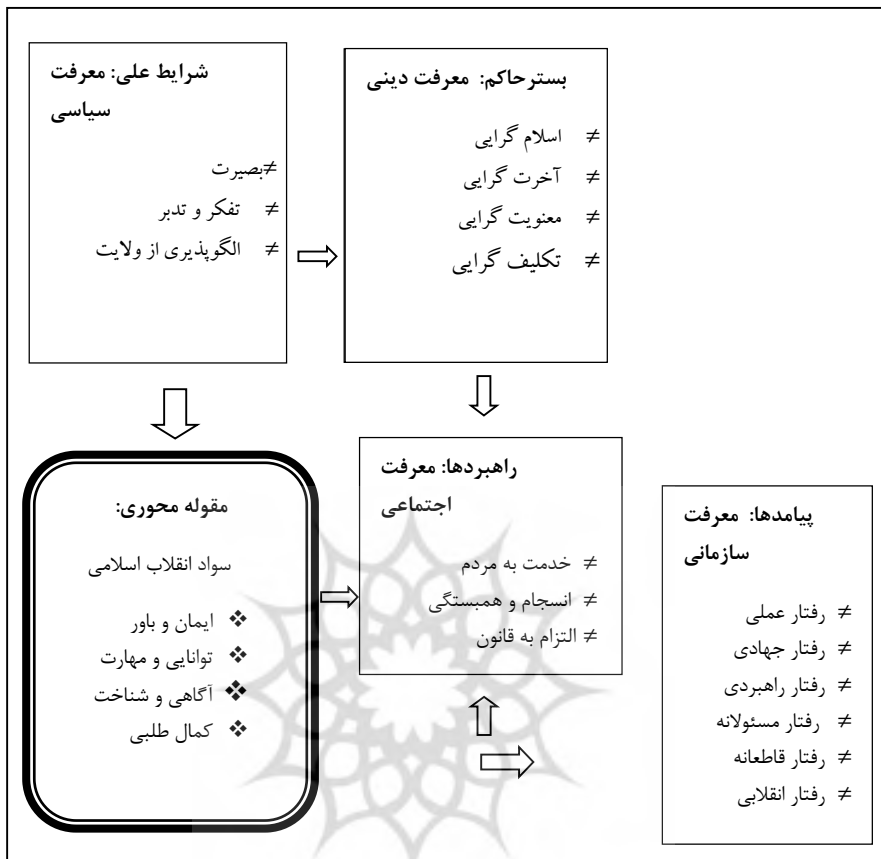 شرایط علی: معرفت
سیاسی
≠بصیرت
≠ تفکر و تدبر
≠ الگوپذیری از ولایت
بسترحاکم: معرفت دینی
≠ اسلام گرایی
≠ آخرت گرایی
≠ معنویت گرایی
≠ تکلیف گرایی
مقوله محوری:
سواد انقلاب اسلامی
❖ ایمان و باور
❖ توانایی و مهارت
❖ آگاهی و شناخت
❖ کمال طلبی
راهبردها: معرفت
اجتماعی
≠ خدمت به مردم
≠ انسجام و همبستگی
≠ التزام به قانون
پیامدها: معرفت
سازمانی
≠ رفتار عملی
≠ رفتار جهادی
≠ رفتار راهبردی
≠ رفتار مسئولانه
≠ رفتار قاطعانه
≠ رفتار انقلابی